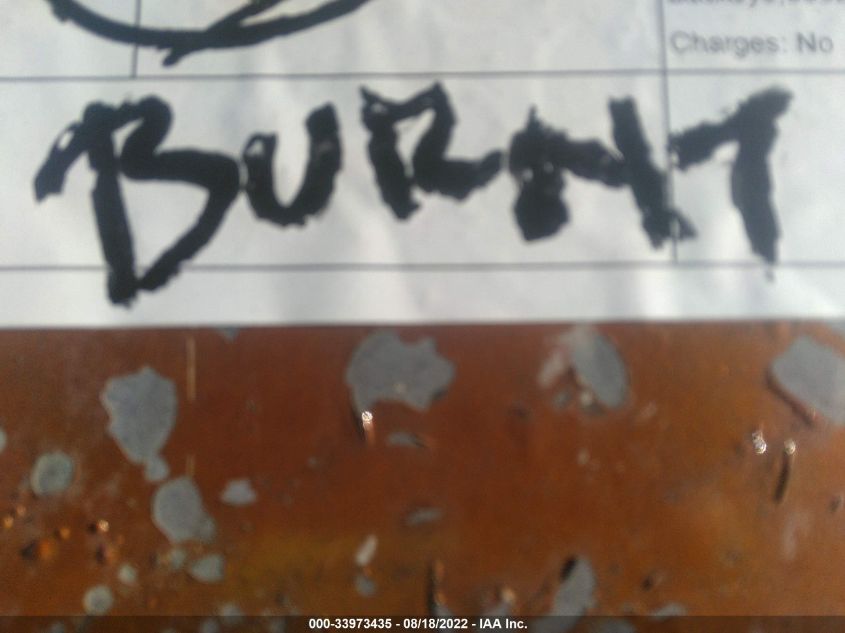 Charges: No
BURNT
000-33973435 - 08/18/2022 - IAA Inc.